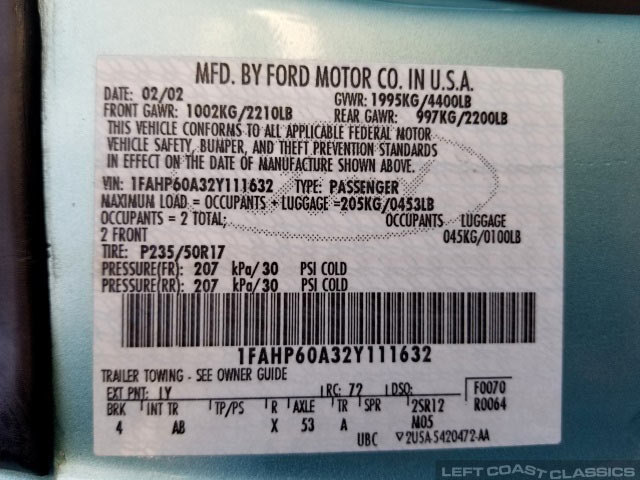 MFD. BY FORD MOTOR CO. IN U.S.A.
DATE: 02/02 GVWR: 1995KG/4400LB
FRONT GAWR: 1002KG/2210LB REAR GAWR: 997KG/2200LB
THIS VEHICLE CONFORMS TO ALL APPLICABLE FEDERAL MOTOR
VEHICLE SAFETY, BUMPER, AND THEFT PREVENTION STANDARDS
IN EFFECT ON THE DATE OF MANUFACTURE SHOWN ABOVE.
VIN: 1FAHP60A32Y111632 TYPE: PASSENGER
MAXIMUM LOAD = OCCUPANTS + LUGGAGE =205KG/0453LB
OCCUPANTS = 2 TOTAL; OCCUPANTS LUGGAGE
2 FRONT 045KG/0100LB
TIRE: P235/50R17
PRESSURE(FR): 207 kPa/30 PSI COLD
PRESSURE(RR): 207 kPa/30 PSI COLD
1FAHP60A32Y111632
TRAILER TOWING - SEE OWNER GUIDE
EXT PNT: LY RC: 72 DSO: F0070
BRK INT TR TP/PS R AXLE TR SPR 2SR12 R0064
4 AB X 53 A M05
UBC 2U5A-5420472-AA
LEFT COAST CLASSICS